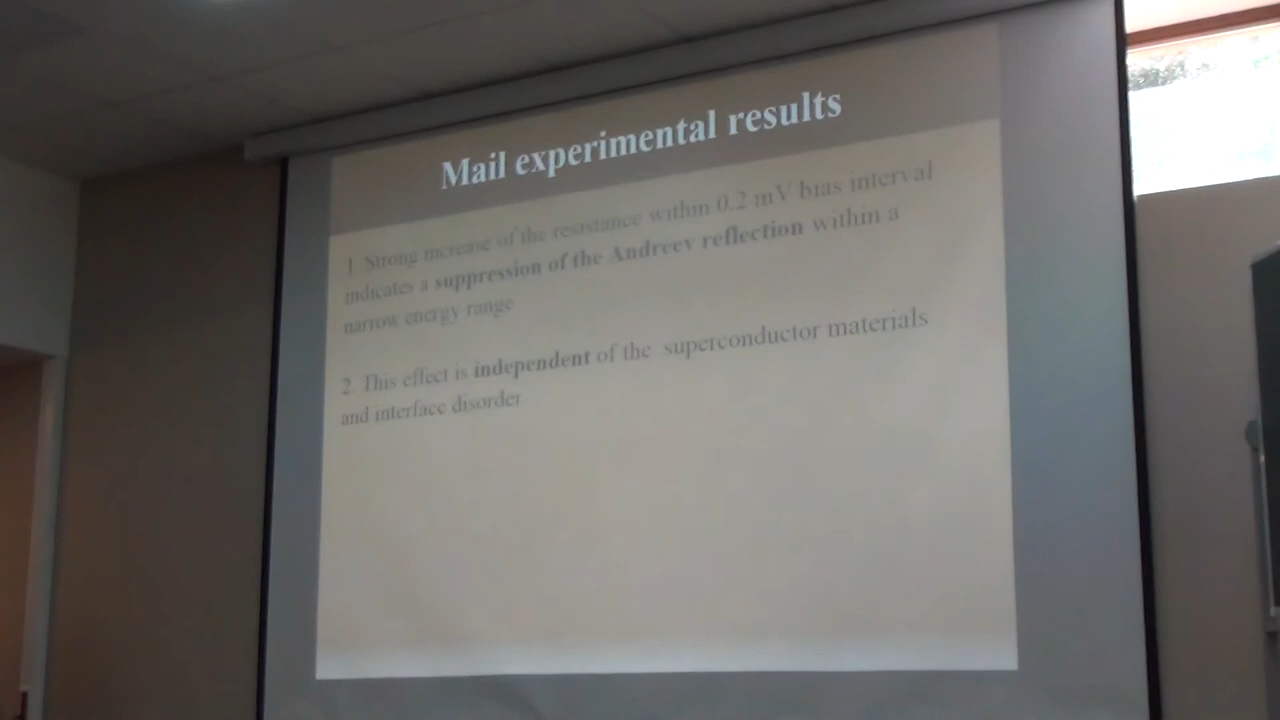 Mail experimental results
1. Strong increase of the resistance within 0.2 mV bias interval
indicates a suppression of the Andreev reflection within a
narrow energy range
2. This effect is independent of the superconductor materials
and interface disorder